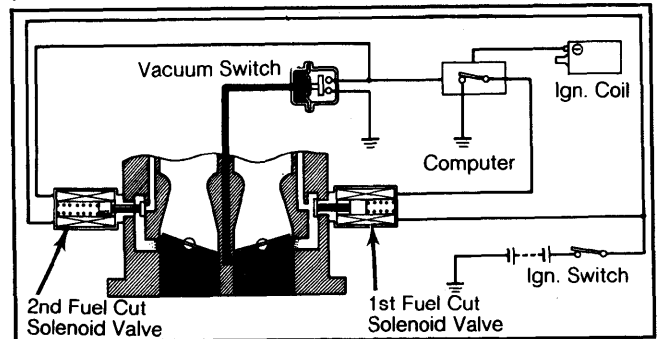 Vacuum Switch
Ign. Coil
Computer
Ign. Switch
2nd Fuel Cut
Solenoid Valve
1st Fuel Cut
Solenoid Valve